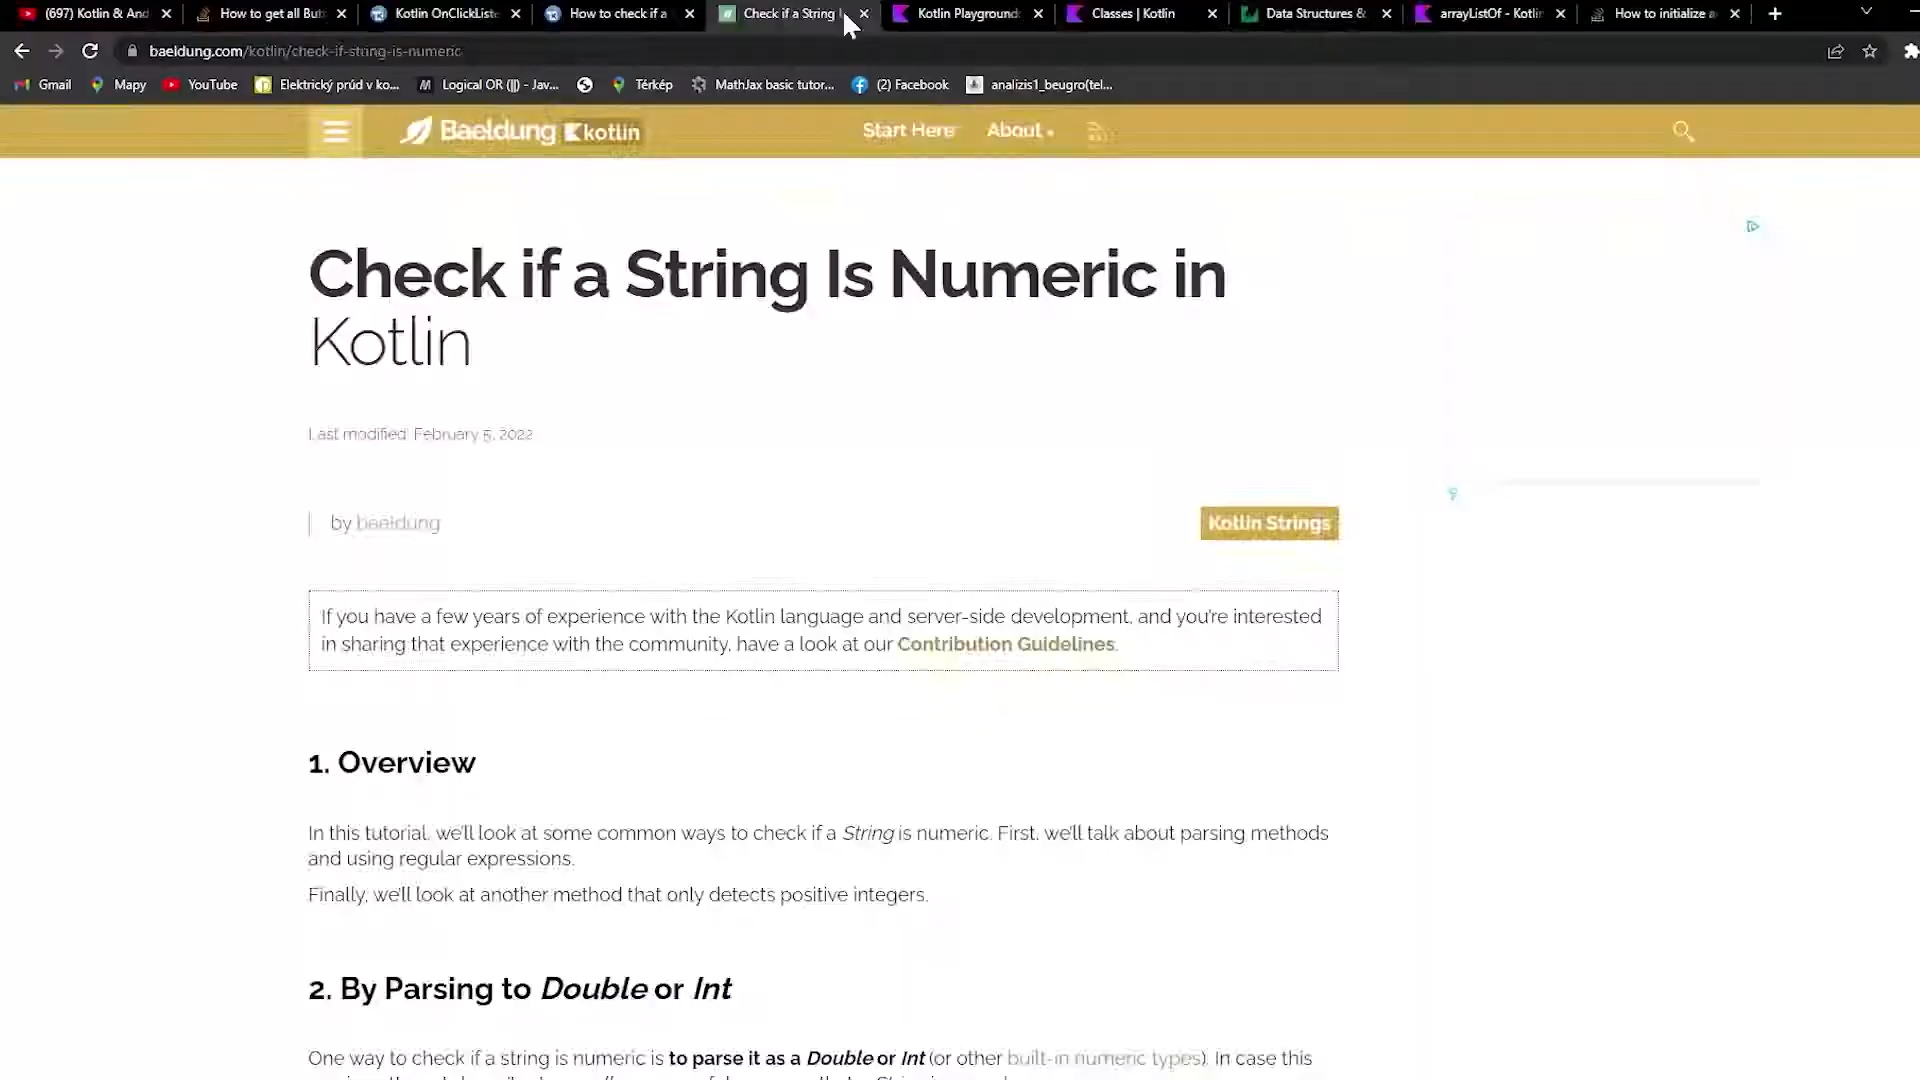 (697) Kotlin & And
How to get all But
Kotlin OnClickListe
How to check if a
Check if a String I
Kotlin Playground:
Classes | Kotlin
Data Structures &
arrayListOf - Kotlin
How to initialize a
baeldung.com/kotlin/check-if-string-is-numeric
Gmail
Mapy
YouTube
Elektrický prúd v ko...
Logical OR (||) - Jav...
Térkép
MathJax basic tutor...
(2) Facebook
analizis1_beugro(tel...
Baeldung kotlin
Start Here
About
Check if a String Is Numeric in
Kotlin
Last modified: February 5, 2022
by baeldung
Kotlin Strings
If you have a few years of experience with the Kotlin language and server-side development, and you're interested
in sharing that experience with the community, have a look at our Contribution Guidelines.
1. Overview
In this tutorial, we'll look at some common ways to check if a String is numeric. First, we'll talk about parsing methods
and using regular expressions.
Finally, we'll look at another method that only detects positive integers.
2. By Parsing to Double or Int
One way to check if a string is numeric is to parse it as a Double or Int (or other built-in numeric types). In case this